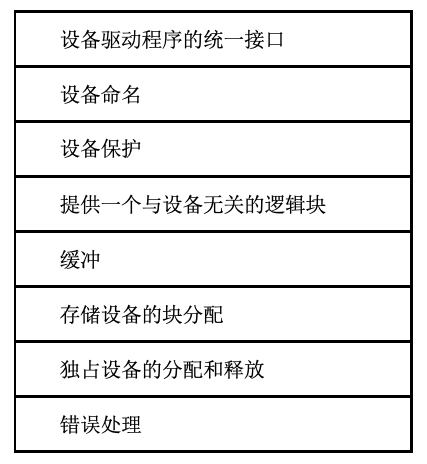 设备驱动程序的统一接口
设备命名
设备保护
提供一个与设备无关的逻辑块
缓冲
存储设备的块分配
独占设备的分配和释放
错误处理